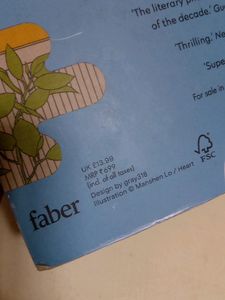 'The literary p
of the decade.' Gu
'Thrilling.' Ne
'Supe
For sale in
UK £13.99
MRP ₹699
(incl. of all taxes)
Design by gray318
Illustration © Manshen Lo / Heart
FSC
faber